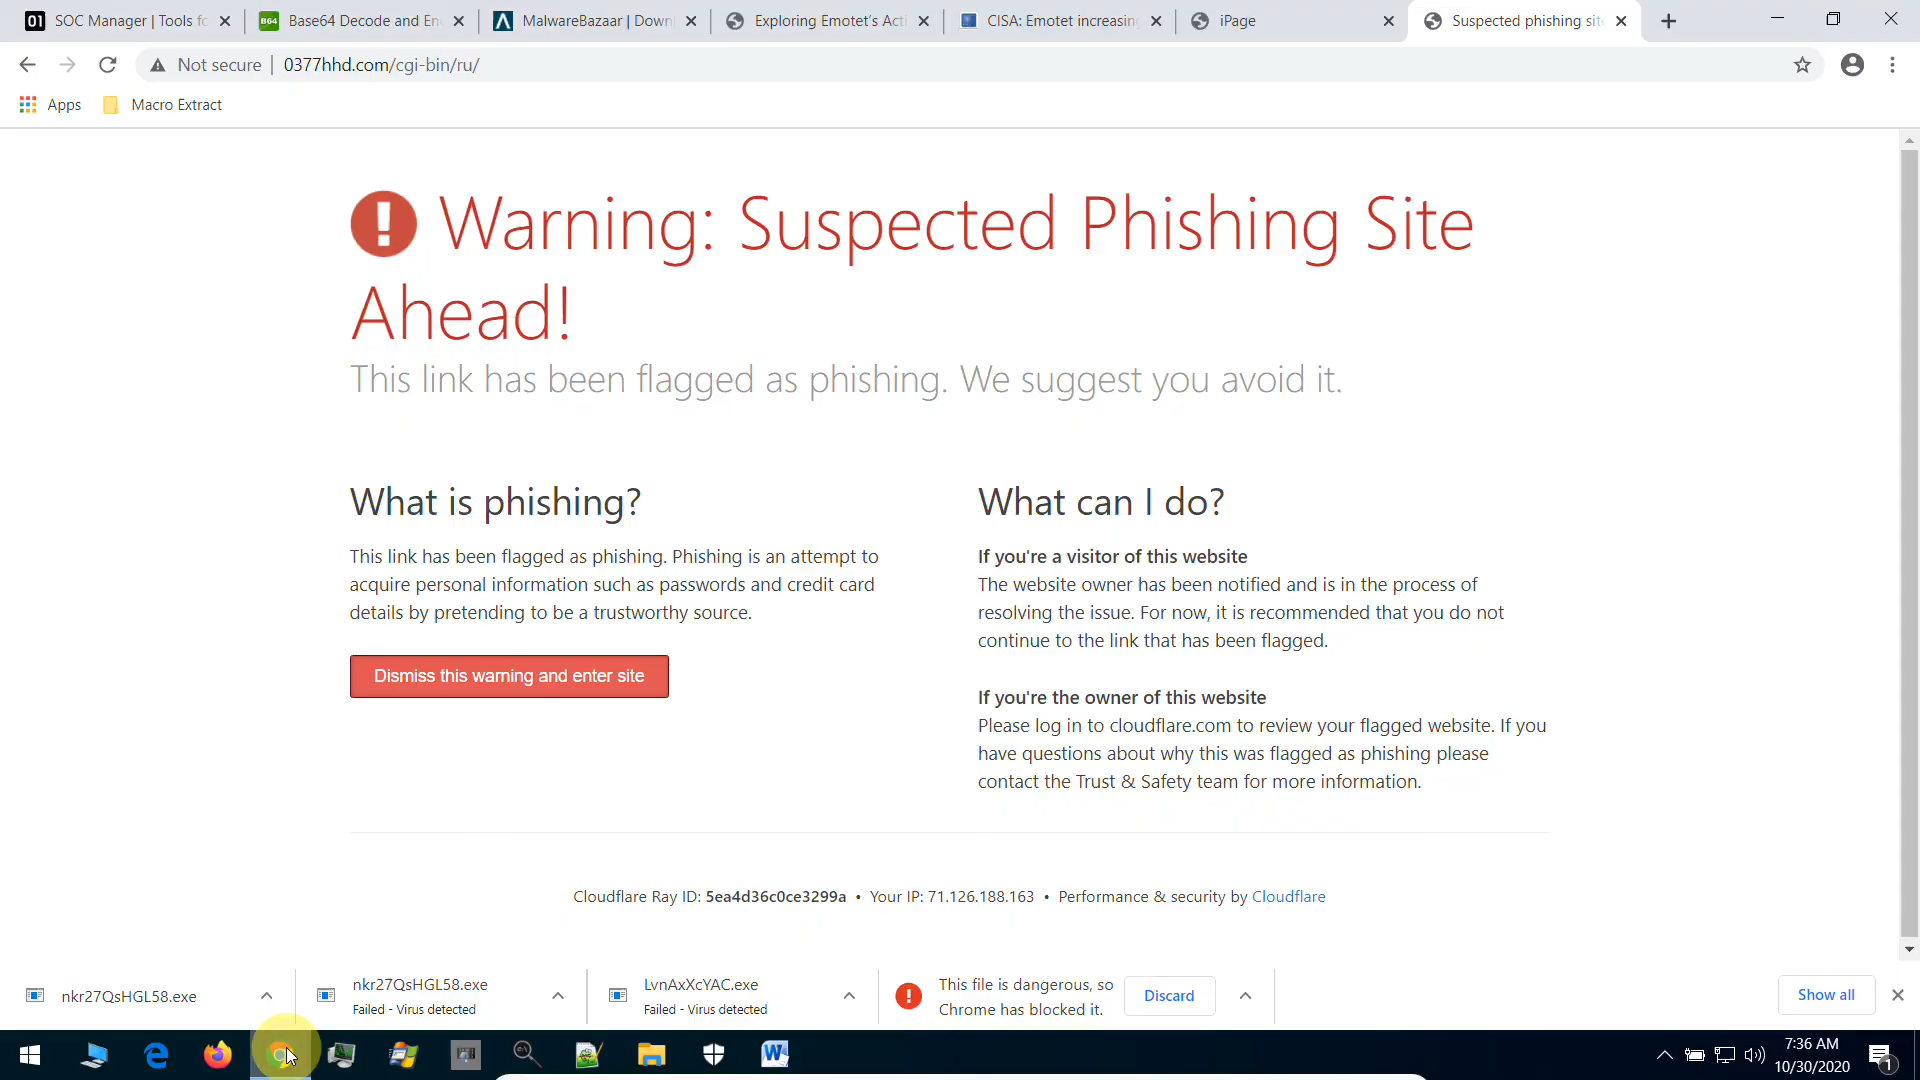 SOC Manager | Tools fo
Base64 Decode and En
MalwareBazaar | Down
Exploring Emotet's Acti
CISA: Emotet increasing
iPage
Suspected phishing site
Not secure | 0377hhd.com/cgi-bin/ru/
Apps Macro Extract
Warning: Suspected Phishing Site
Ahead!
This link has been flagged as phishing. We suggest you avoid it.
What is phishing?
This link has been flagged as phishing. Phishing is an attempt to
acquire personal information such as passwords and credit card
details by pretending to be a trustworthy source.
Dismiss this warning and enter site
What can I do?
If you're a visitor of this website
The website owner has been notified and is in the process of
resolving the issue. For now, it is recommended that you do not
continue to the link that has been flagged.
If you're the owner of this website
Please log in to cloudflare.com to review your flagged website. If you
have questions about why this was flagged as phishing please
contact the Trust & Safety team for more information.
Cloudflare Ray ID: 5ea4d36c0ce3299a • Your IP: 71.126.188.163 • Performance & security by Cloudflare
nkr27QsHGL58.exe
nkr27QsHGL58.exe
Failed - Virus detected
LvnAxXcYAC.exe
Failed - Virus detected
This file is dangerous, so
Chrome has blocked it.
Discard
Show all
7:36 AM
10/30/2020
1